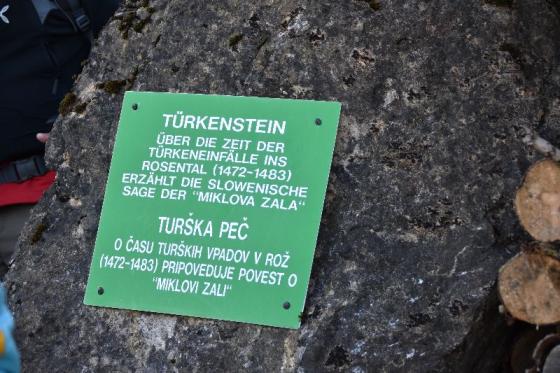 TÜRKENSTEIN
ÜBER DIE ZEIT DER
TÜRKENEINFÄLLE INS
ROSENTAL (1472-1483)
ERZÄHLT DIE SLOWENISCHE
SAGE DER "MIKLOVA ZALA"
TURŠKA PEČ
O ČASU TURŠKIH VPADOV V ROŽ
(1472-1483) PRIPOVEDUJE POVEST O
"MIKLOVI ZALI"